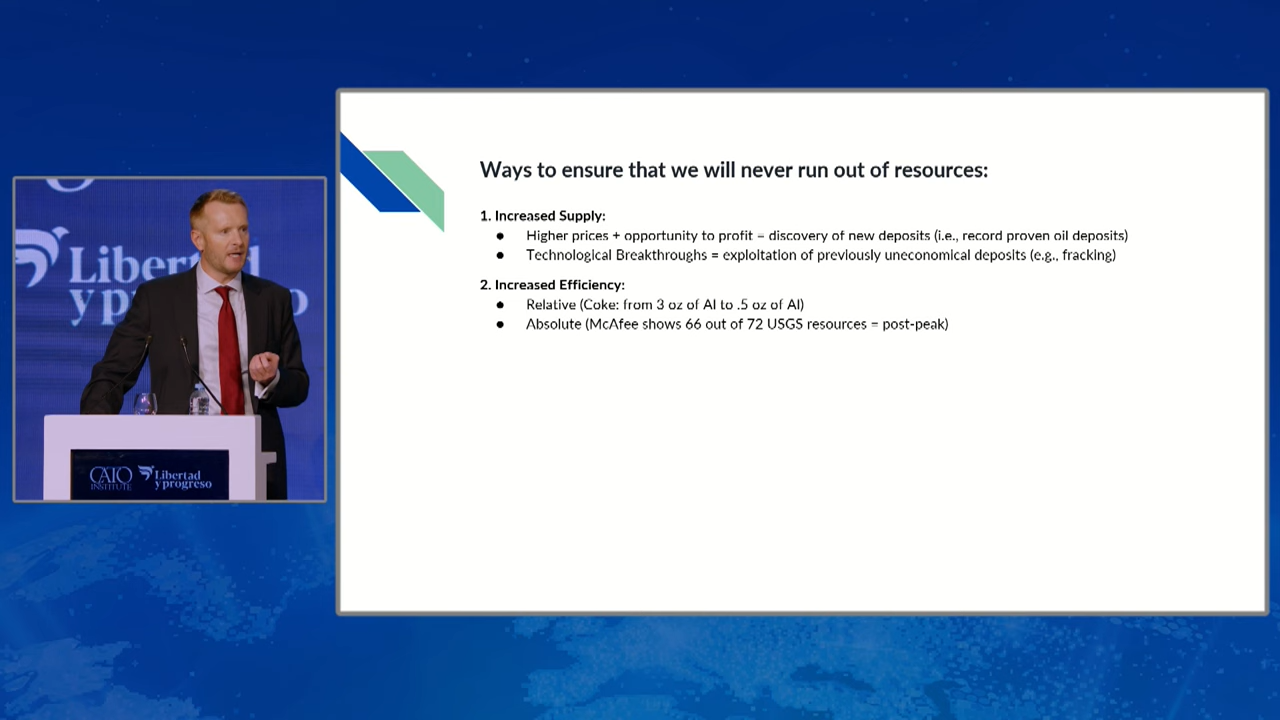 Ways to ensure that we will never run out of resources:
1. Increased Supply:
● Higher prices + opportunity to profit = discovery of new deposits (i.e., record proven oil deposits)
● Technological Breakthroughs = exploitation of previously uneconomical deposits (e.g., fracking)
2. Increased Efficiency:
● Relative (Coke: from 3 oz of Al to .5 oz of Al)
● Absolute (McAfee shows 66 out of 72 USGS resources = post-peak)
Libertad
y p o
CATO
INSTITUTE
Libertad
y progreso